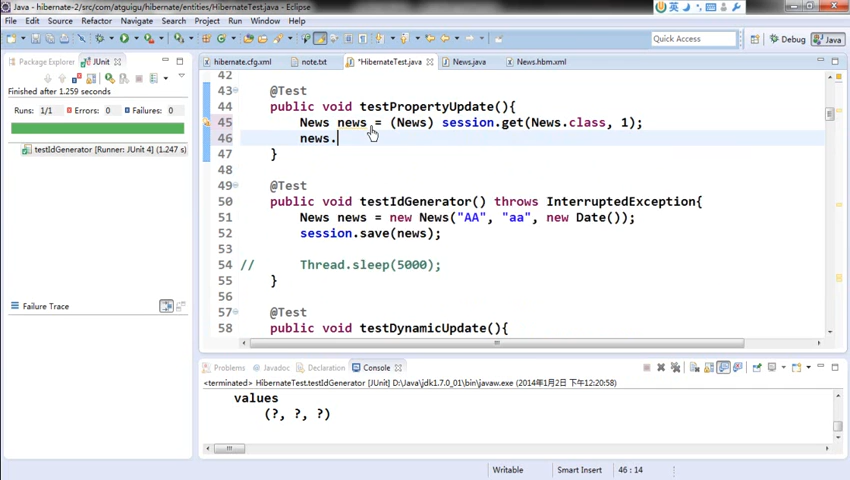 Java - hibernate-2/src/com/atguigu/hibernate/entities/HibernateTest.java - Eclipse
英
File Edit Source Refactor Navigate Search Project Run Window Help
Quick Access Debug Java
Package Explorer JUnit
Finished after 1.259 seconds
Runs: 1/1 Errors: 0 Failures: 0
testIdGenerator [Runner: JUnit 4] (1.247 s)
Failure Trace
hibernate.cfg.xml note.txt *HibernateTest.java News.java News.hbm.xml
42
43 @Test
44 public void testPropertyUpdate(){
45 News news = (News) session.get(News.class, 1);
46 news.
47 }
48
49 @Test
50 public void testIdGenerator() throws InterruptedException{
51 News news = new News("AA", "aa", new Date());
52 session.save(news);
53
54 // Thread.sleep(5000);
55 }
56
57 @Test
58 public void testDynamicUpdate(){
Problems Javadoc Declaration Console
<terminated> HibernateTest.testIdGenerator [JUnit] D:\Java\jdk1.7.0_01\bin\javaw.exe (2014年1月2日 下午12:20:58)
values
(?, ?, ?)
Writable Smart Insert 46 : 14